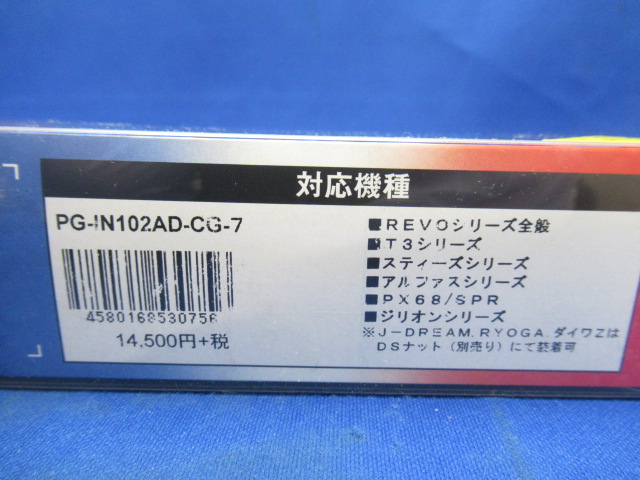 対応機種
PG-IN102AD-CG-7
4580168530756
14,500円+税
■REVOシリーズ全般
■T3シリーズ
■スティーズシリーズ
■アルファスシリーズ
■PX68/SPR
■ジリオンシリーズ
※J-DREAM.RYOGA.ダイワZは
DSナット(別売り)にて装着可